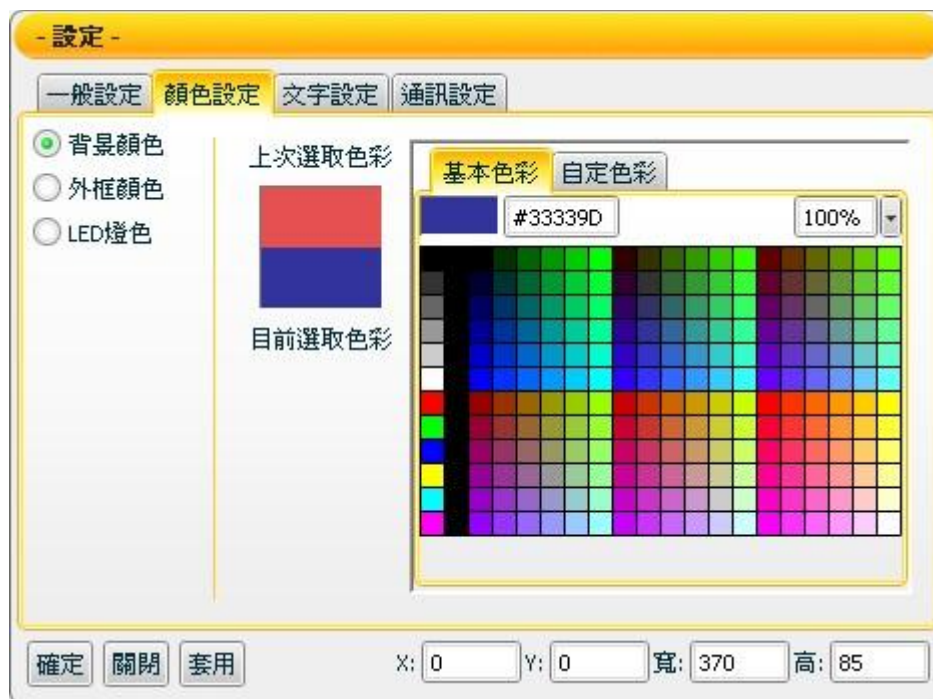 - 設定 -
一般設定 顏色設定 文字設定 通訊設定
背景顏色
外框顏色
LED燈色
上次選取色彩
目前選取色彩
基本色彩 自定色彩
#33339D 100%
確定 關閉 套用 X: 0 Y: 0 寬: 370 高: 85